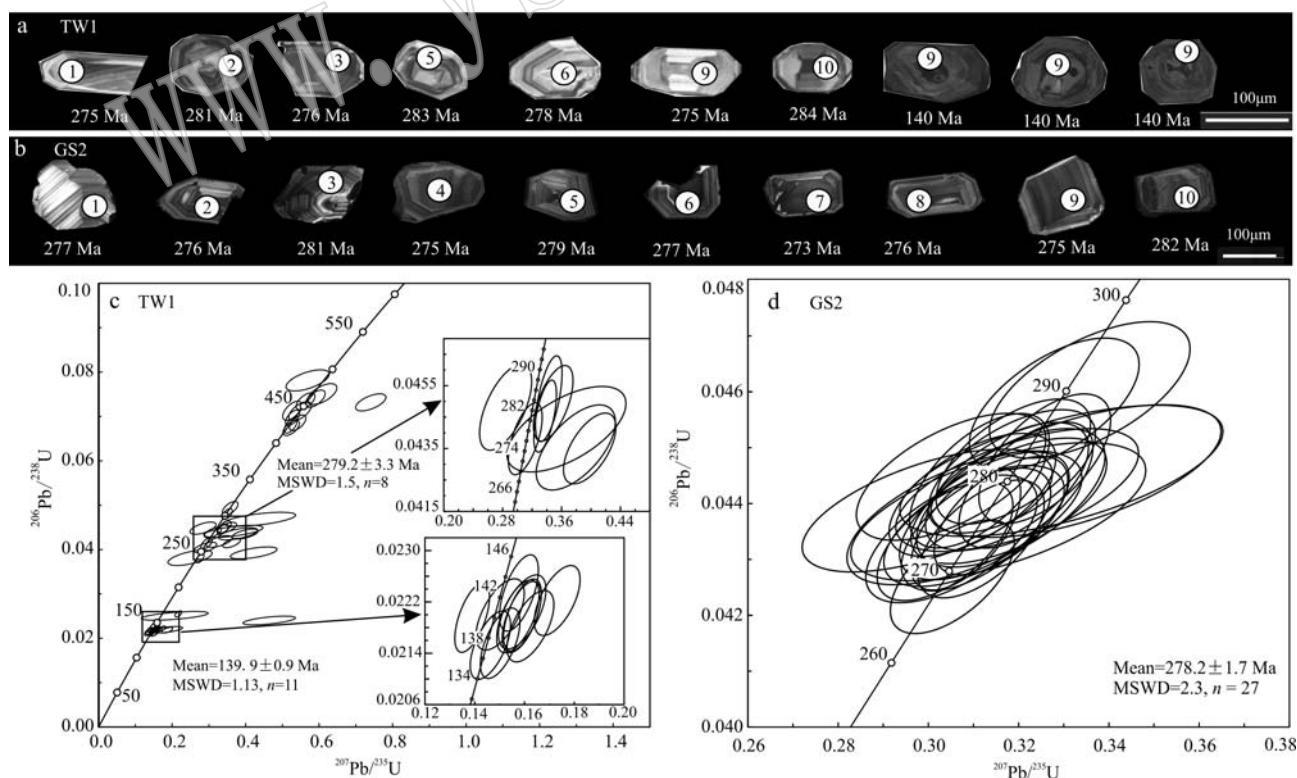 www.ys
a TW1
1 2 3 5 6 9 10 9 9 9
275 Ma 281 Ma 276 Ma 283 Ma 278 Ma 275 Ma 284 Ma 140 Ma 140 Ma 140 Ma
100μm
b GS2
1 2 3 4 5 6 7 8 9 10
277 Ma 276 Ma 281 Ma 275 Ma 279 Ma 277 Ma 273 Ma 276 Ma 275 Ma 282 Ma
100μm
c TW1
0.10
0.08
0.06
0.04
0.02
0.00
²⁰⁶Pb/²³⁸U
550
450
350
250
150
50
Mean=279.2±3.3 Ma
MSWD=1.5, n=8
Mean=139. 9±0.9 Ma
MSWD=1.13, n=11
0.0 0.2 0.4 0.6 0.8 1.0 1.2 1.4
²⁰⁷Pb/²³⁵U
0.0455
0.0435
0.0415
290
282
274
266
0.20 0.28 0.36 0.44
0.0230
0.0222
0.0214
0.0206
146
142
138
134
0.12 0.14 0.16 0.18 0.20
d GS2
0.048
0.046
0.044
0.042
0.040
²⁰⁶Pb/²³⁸U
300
290
280
270
260
Mean=278.2±1.7 Ma
MSWD=2.3, n = 27
0.26 0.28 0.30 0.32 0.34 0.36 0.38
²⁰⁷Pb/²³⁵U